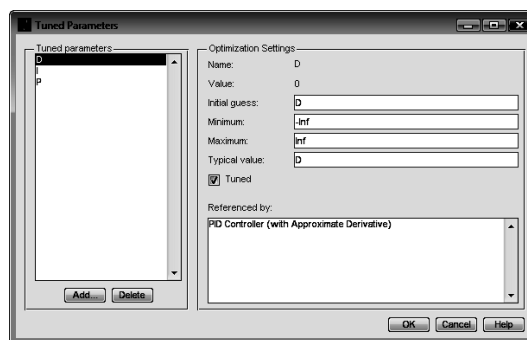 Tuned Parameters
Tuned parameters
D
I
P
Add...
Delete
Optimization Settings
Name: D
Value: 0
Initial guess: D
Minimum: -Inf
Maximum: Inf
Typical value: D
Tuned
Referenced by:
PID Controller (with Approximate Derivative)
OK
Cancel
Help